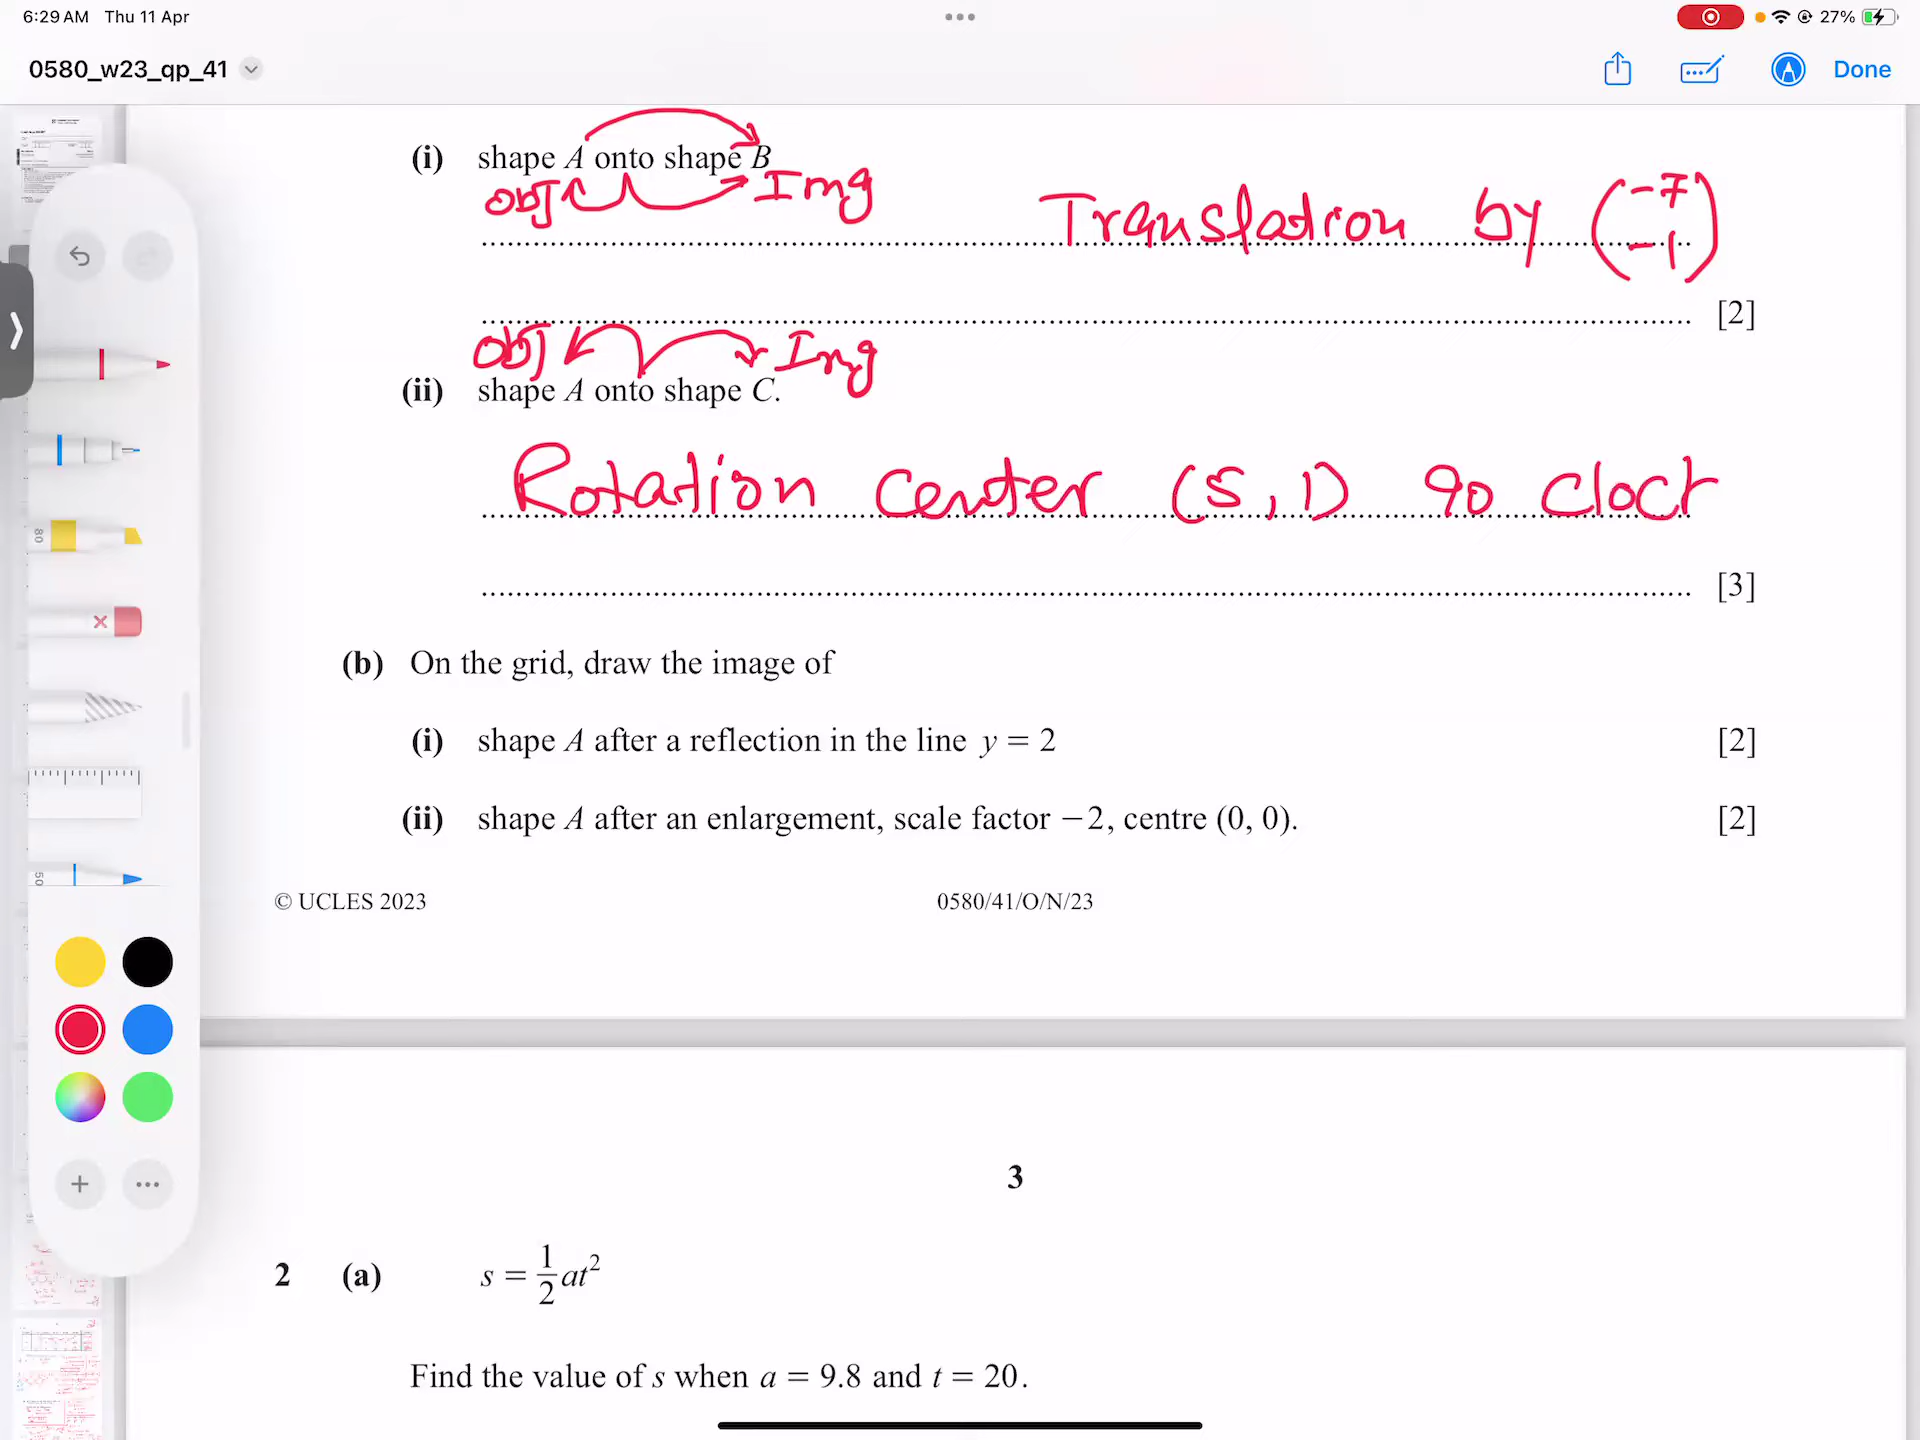 6:29 AM Thu 11 Apr
27%
0580_w23_qp_41
Done
(i) shape A onto shape B
obj Img
Translation by (-7 -1)
[2]
obj Img
(ii) shape A onto shape C.
Rotation center (5, 1) 90 Clock
[3]
(b) On the grid, draw the image of
(i) shape A after a reflection in the line y = 2 [2]
(ii) shape A after an enlargement, scale factor −2, centre (0, 0). [2]
© UCLES 2023 0580/41/O/N/23
80
50
3
2 (a) s = 1/2 at²
Find the value of s when a = 9.8 and t = 20.